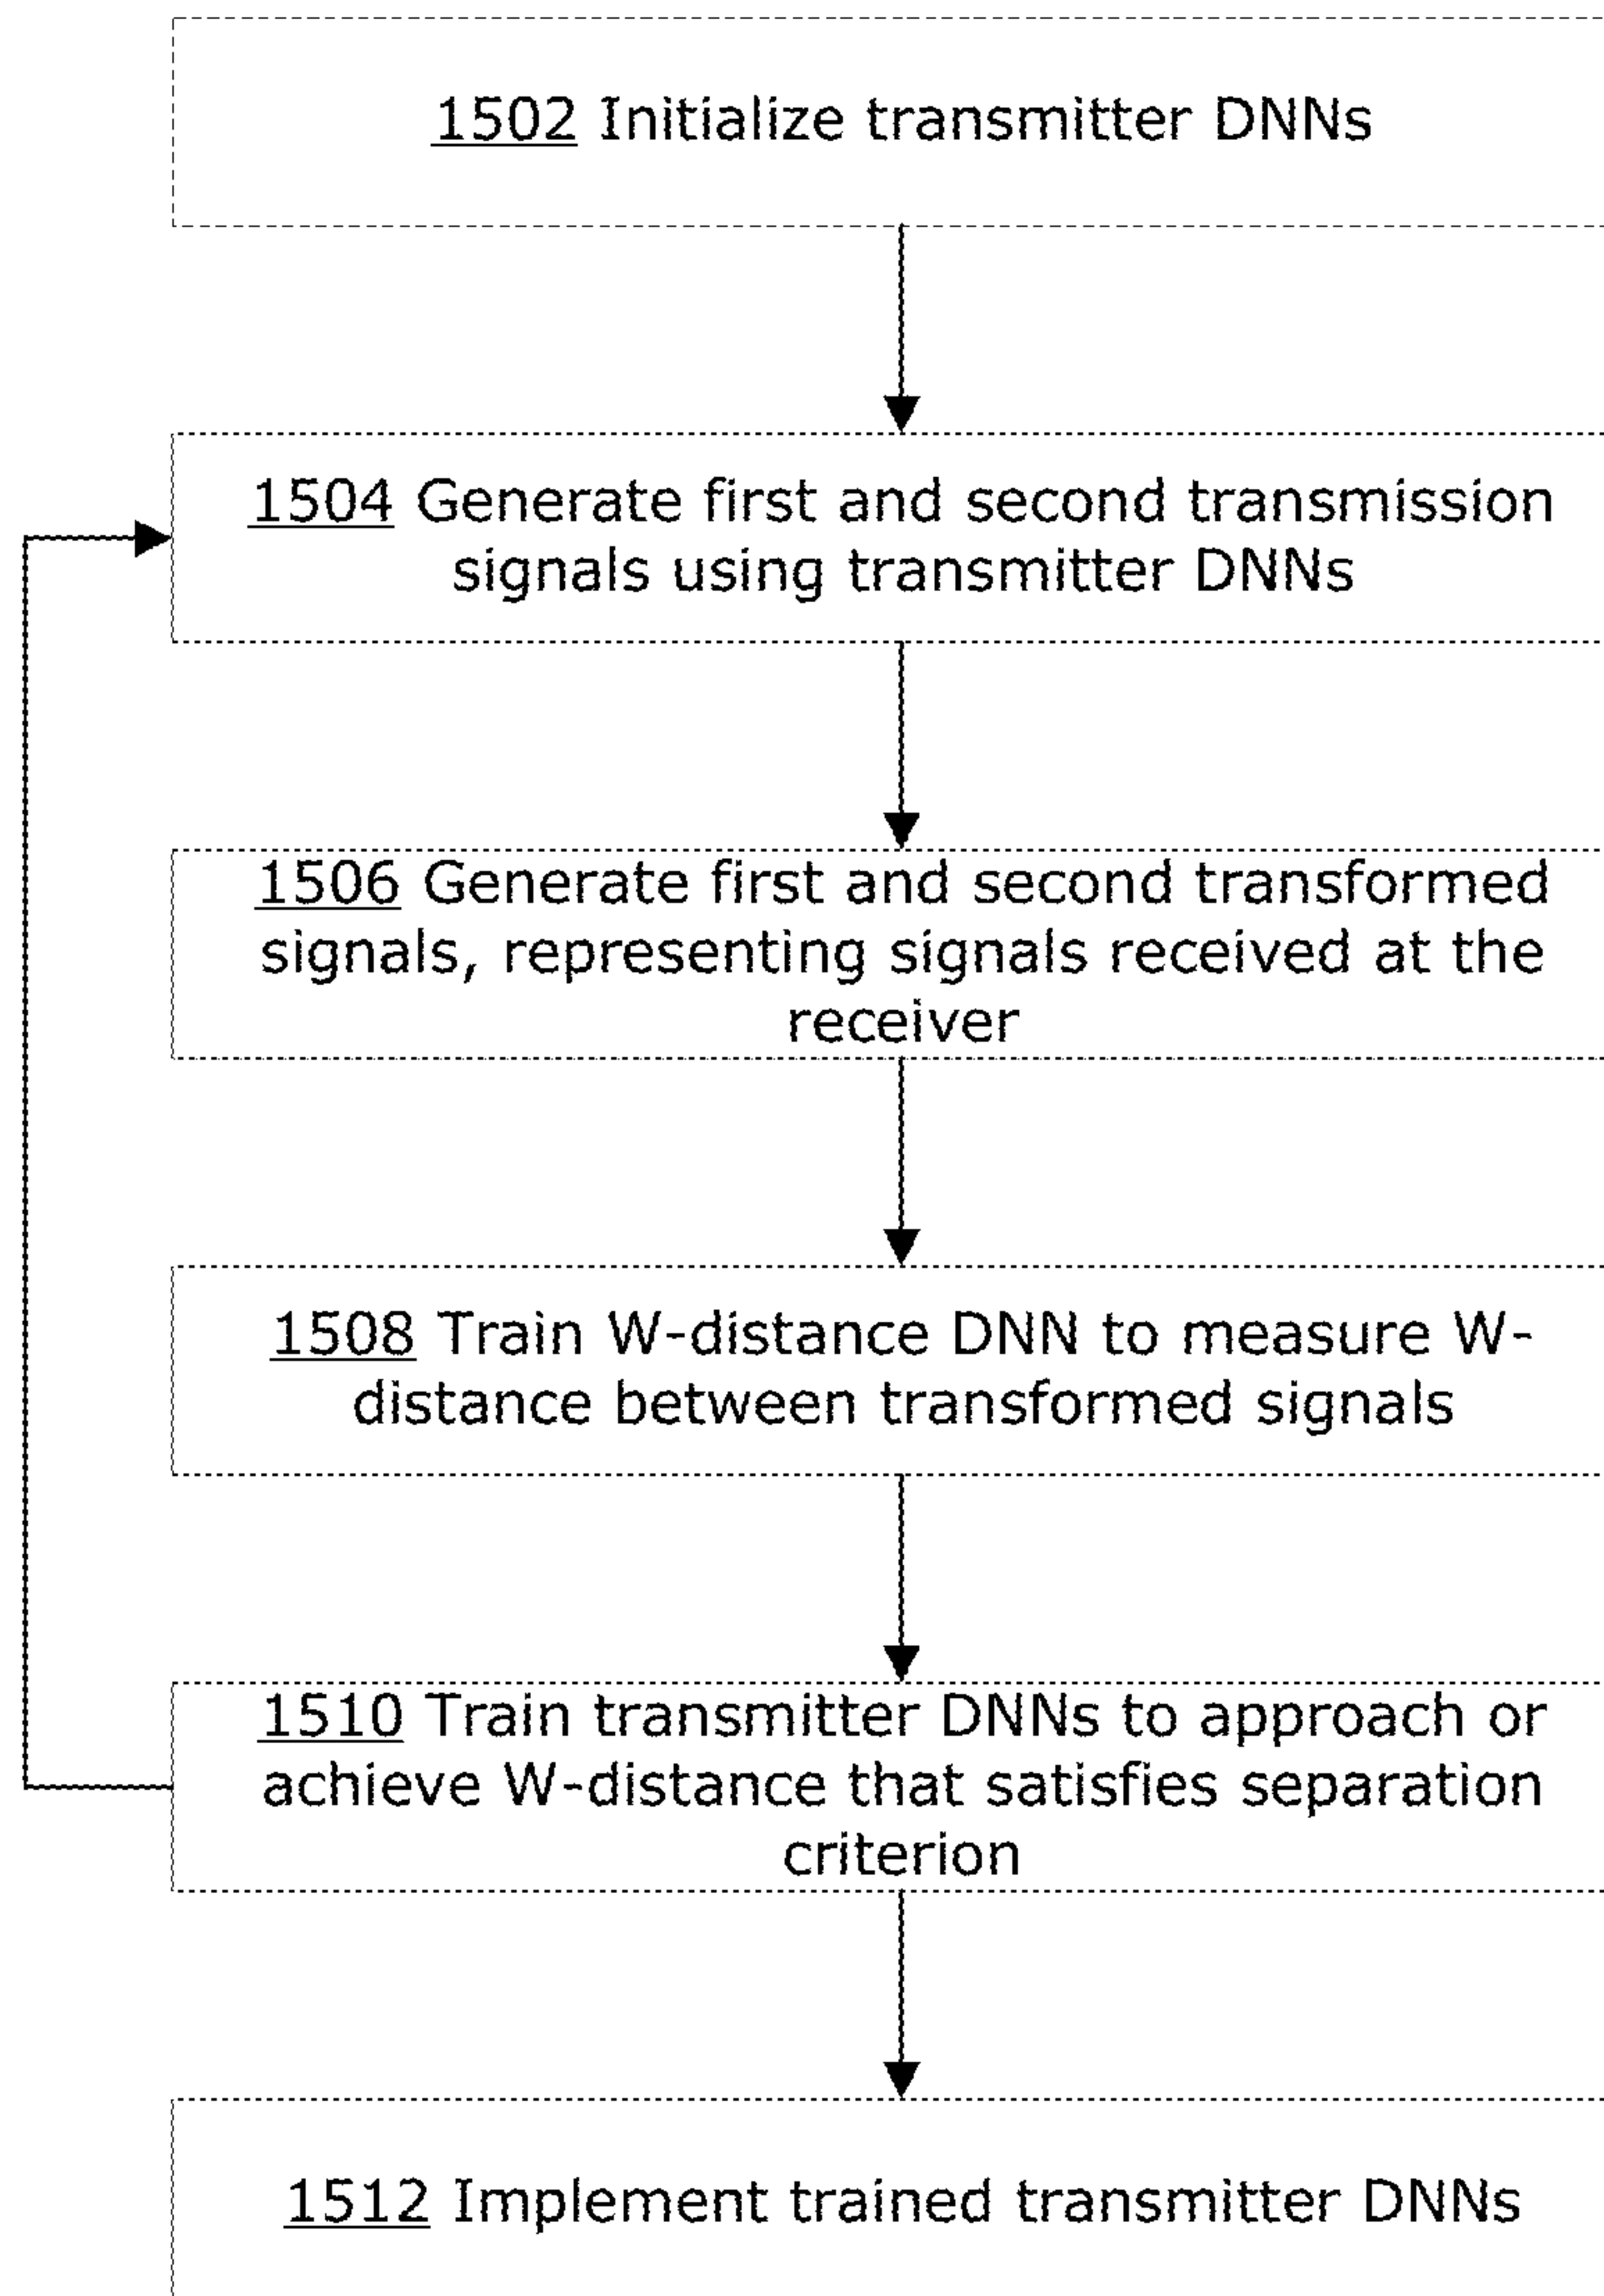 1502 Initialize transmitter DNNs
1504 Generate first and second transmission
signals using transmitter DNNs
1506 Generate first and second transformed
signals, representing signals received at the
receiver
1508 Train W-distance DNN to measure W-
distance between transformed signals
1510 Train transmitter DNNs to approach or
achieve W-distance that satisfies separation
criterion
1512 Implement trained transmitter DNNs